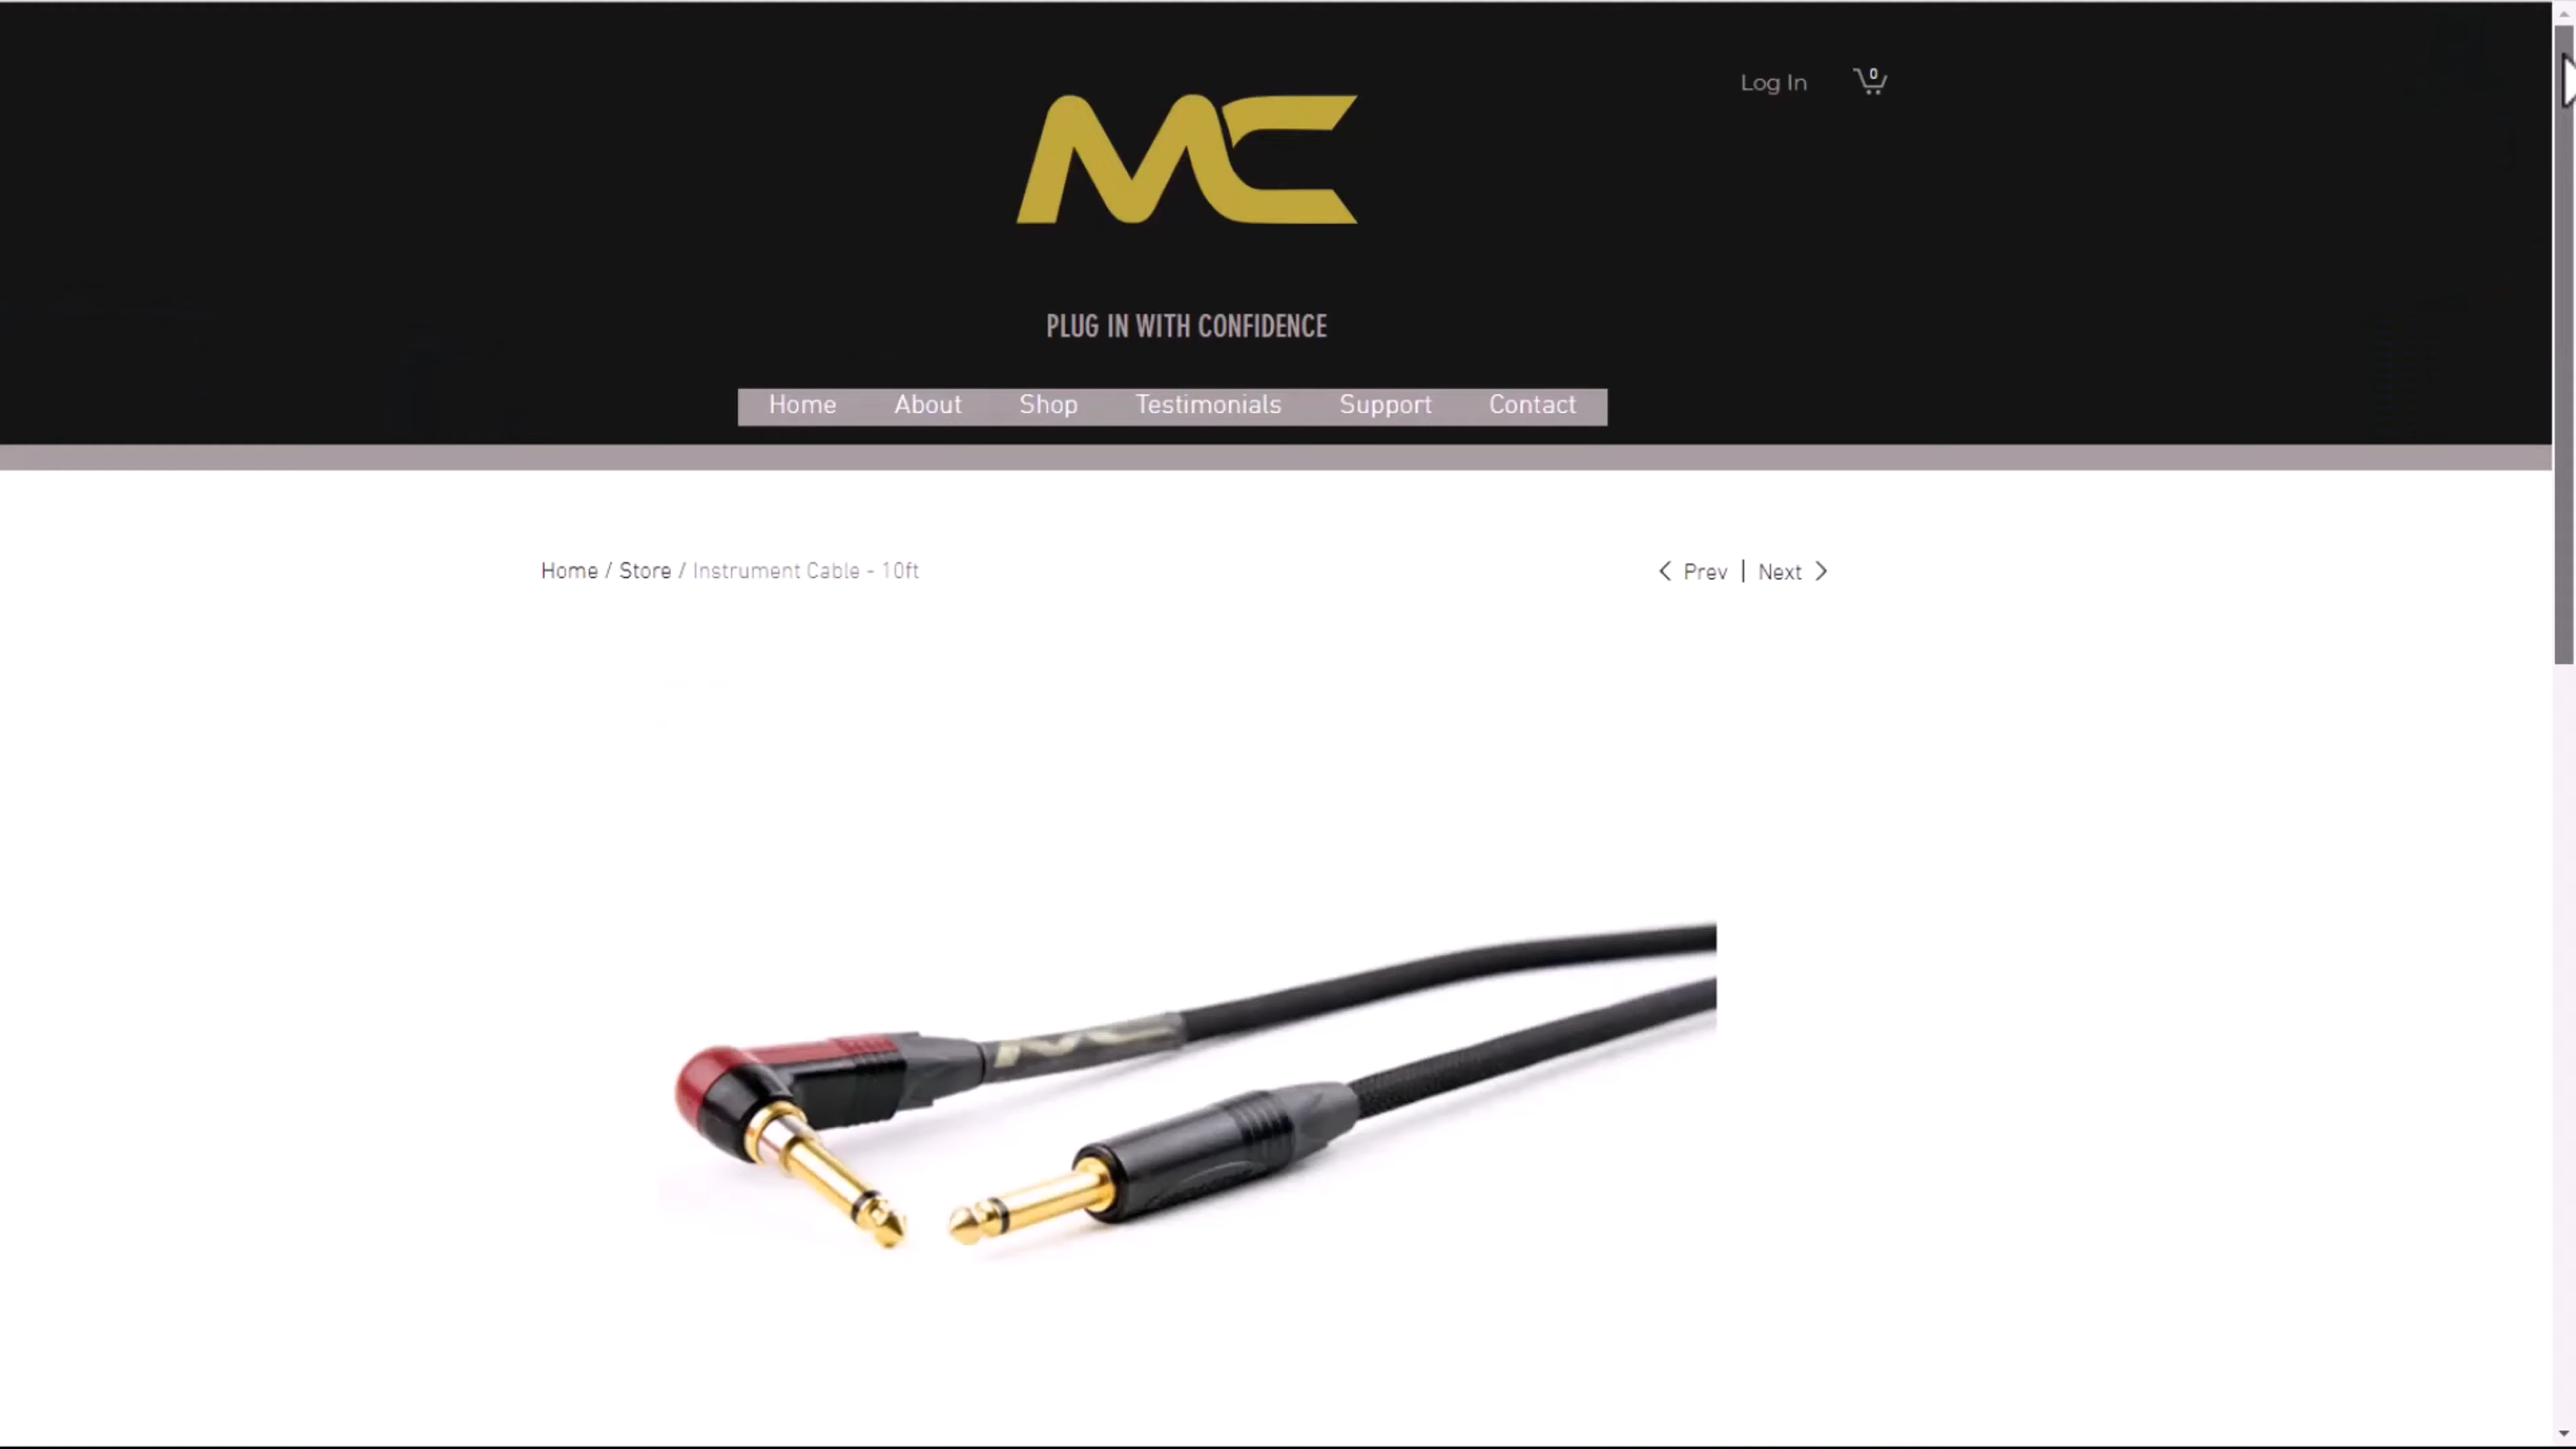 Log In
0
MC
PLUG IN WITH CONFIDENCE
Home About Shop Testimonials Support Contact
Home / Store / Instrument Cable - 10ft
Prev | Next
MC